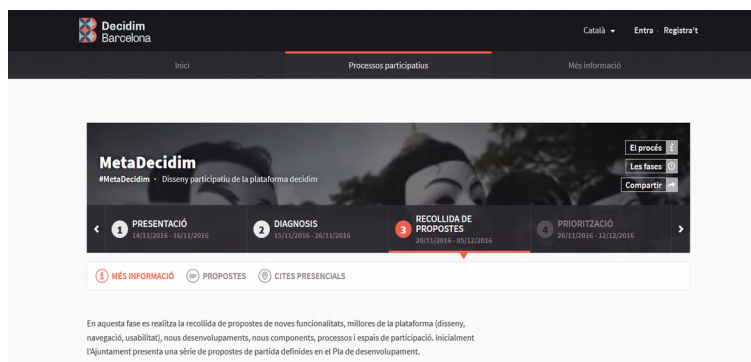 Decidim
Barcelona
Català
Entra · Registra't
Inici
Processos participatius
Més informació
MetaDecidim
#MetaDecidim · Disseny participatiu de la plataforma decidim
El procés
Les fases
Compartir
1 PRESENTACIÓ
14/11/2016 - 16/11/2016
2 DIAGNOSIS
15/11/2016 - 26/11/2016
3 RECOLLIDA DE
PROPOSTES
20/11/2016 - 05/12/2016
4 PRIORITZACIÓ
26/11/2016 - 12/12/2016
MÉS INFORMACIÓ
PROPOSTES
CITES PRESENCIALS
En aquesta fase es realitza la recollida de propostes de noves funcionalitats, millores de la plataforma (disseny,
navegació, usabilitat), nous desenvolupaments, nous components, processos i espais de participació. Inicialment
l'Ajuntament presenta una sèrie de propostes de partida definides en el Pla de desenvolupament.